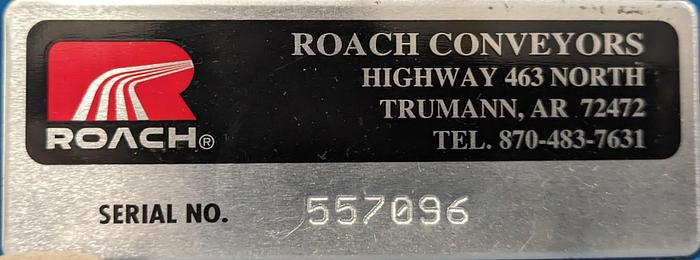 ROACH CONVEYORS
HIGHWAY 463 NORTH
TRUMANN, AR 72472
TEL. 870-483-7631
ROACH®
SERIAL NO. 557096